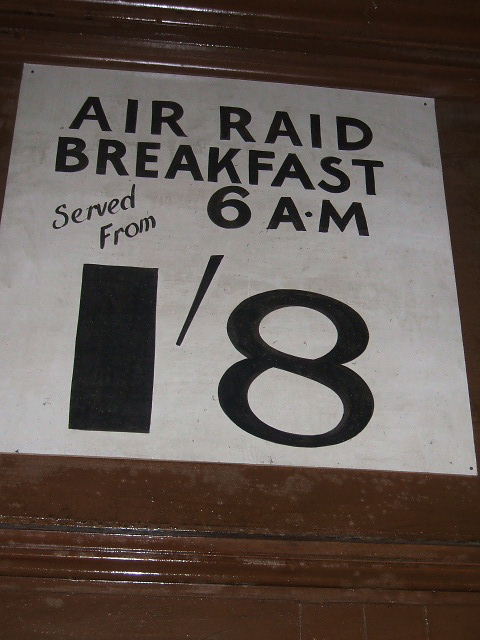 AIR RAID
BREAKFAST
Served From 6 A·M
1/8